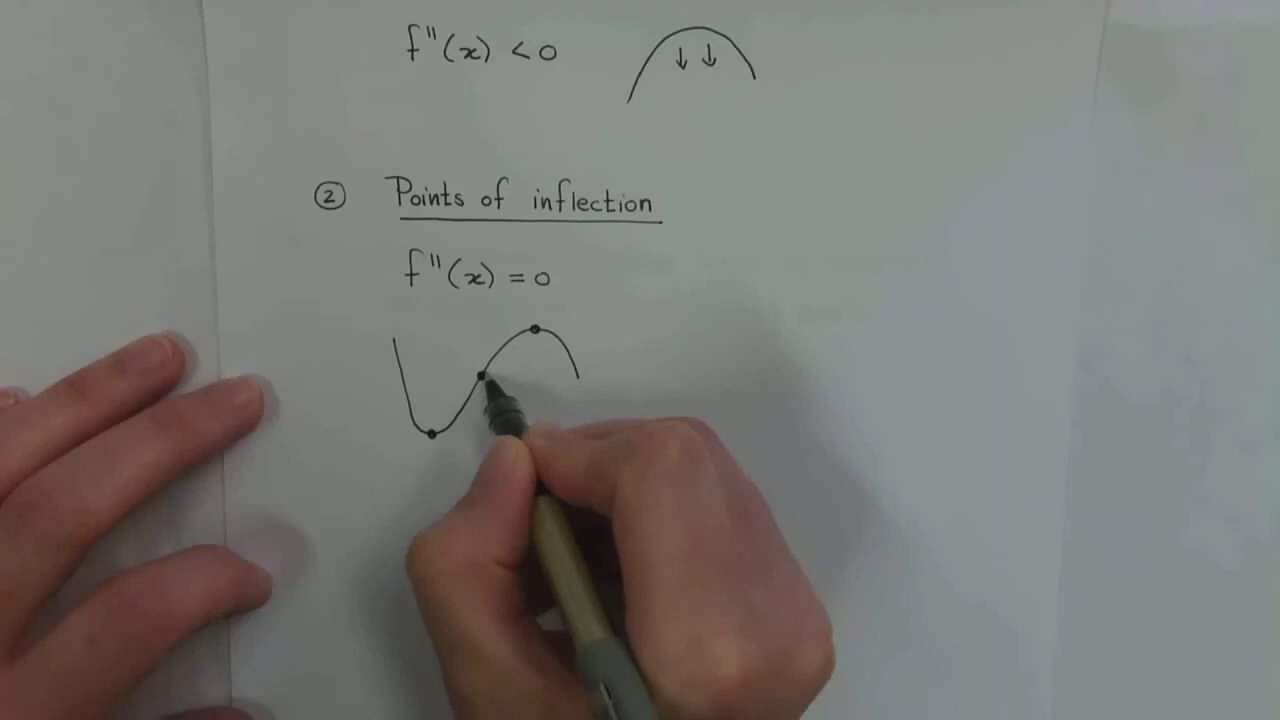 f"(x) < 0
② Points of inflection
f"(x) = 0